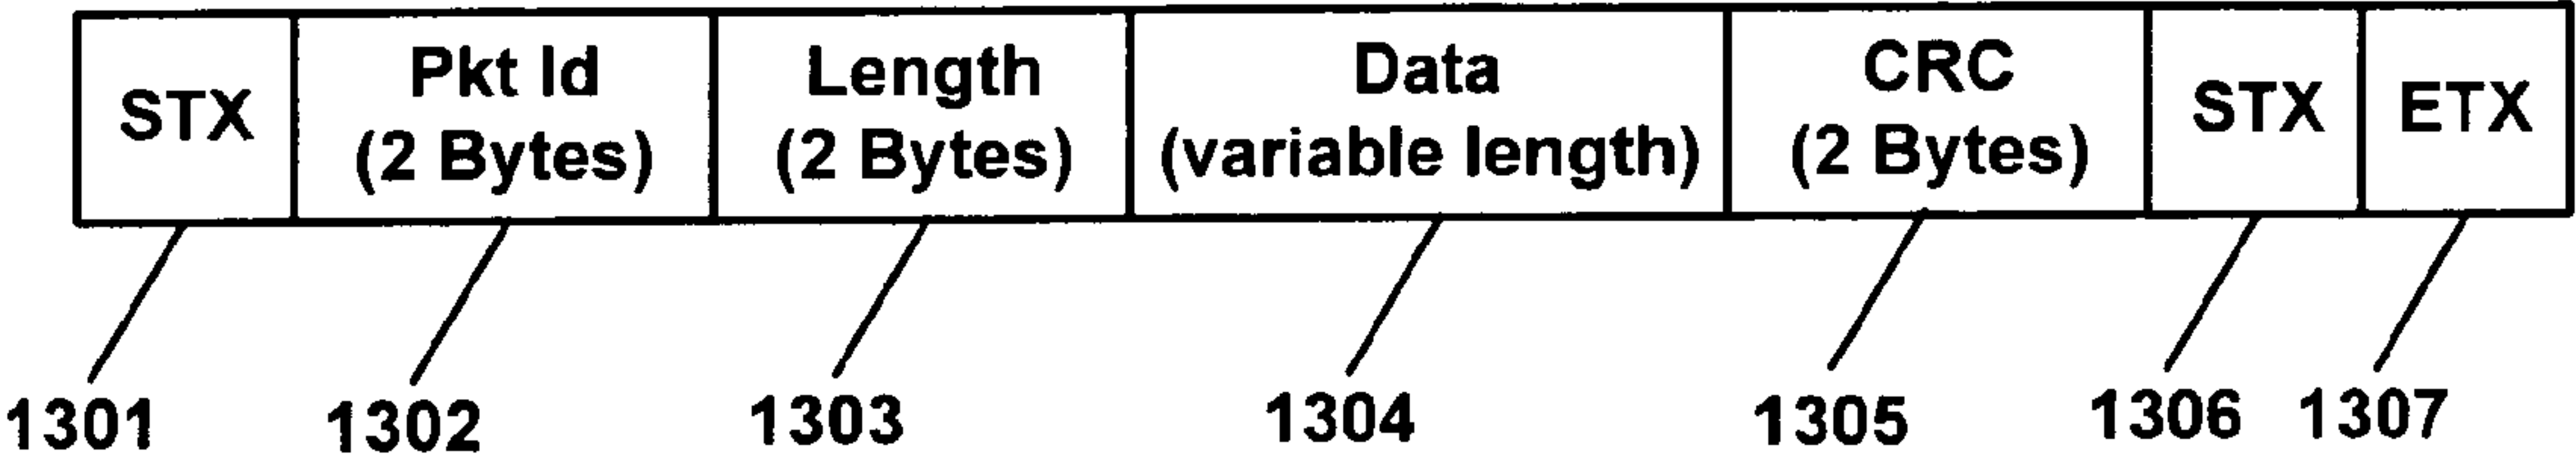 STX
Pkt Id
(2 Bytes)
Length
(2 Bytes)
Data
(variable length)
CRC
(2 Bytes)
STX
ETX
1301
1302
1303
1304
1305
1306
1307